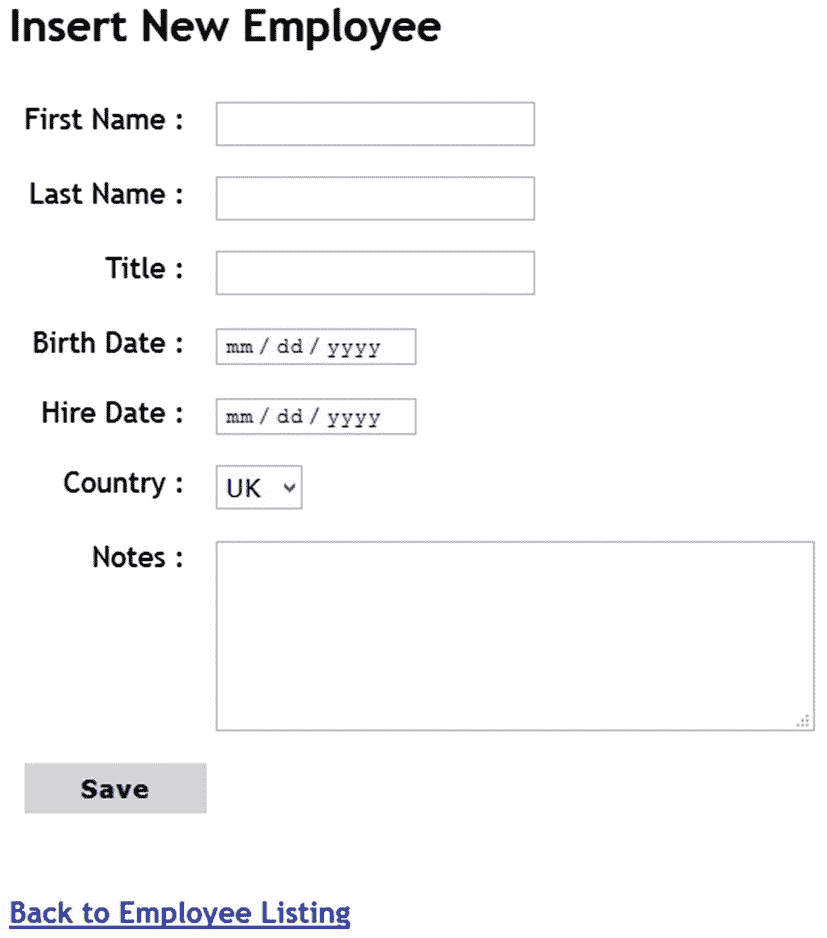 Insert New Employee
First Name :
Last Name :
Title :
Birth Date : mm / dd / yyyy
Hire Date : mm / dd / yyyy
Country : UK
Notes :
Save
Back to Employee Listing